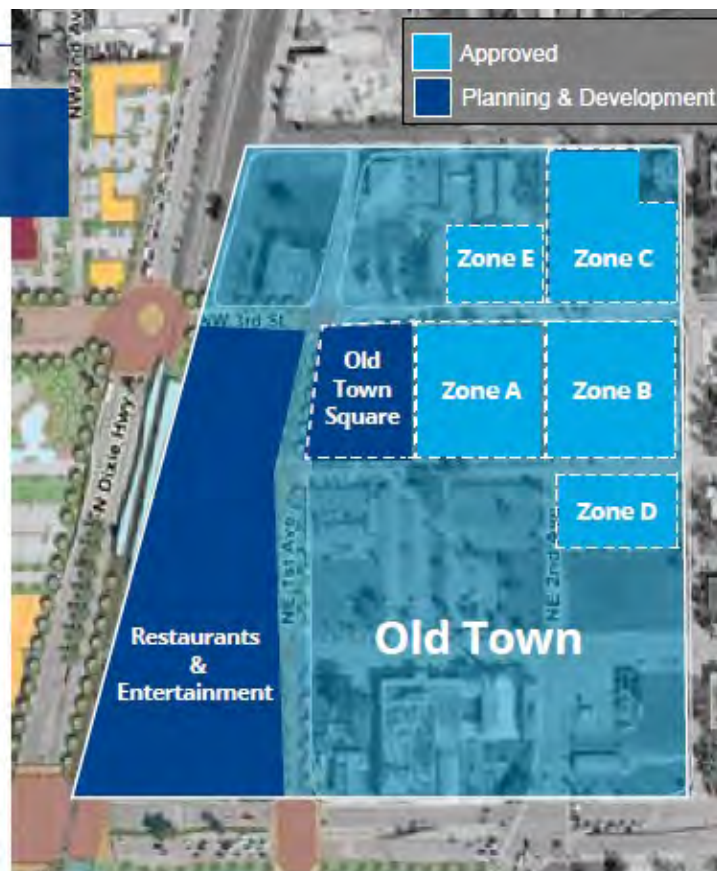 NW 2nd Av
Approved
Planning & Development
Zone E
Zone C
NW 3rd St
Old
Town
Square
Zone A
Zone B
N Dixie Hwy
Zone D
NE 1st Ave
NE 2nd Ave
Restaurants
&
Entertainment
Old Town